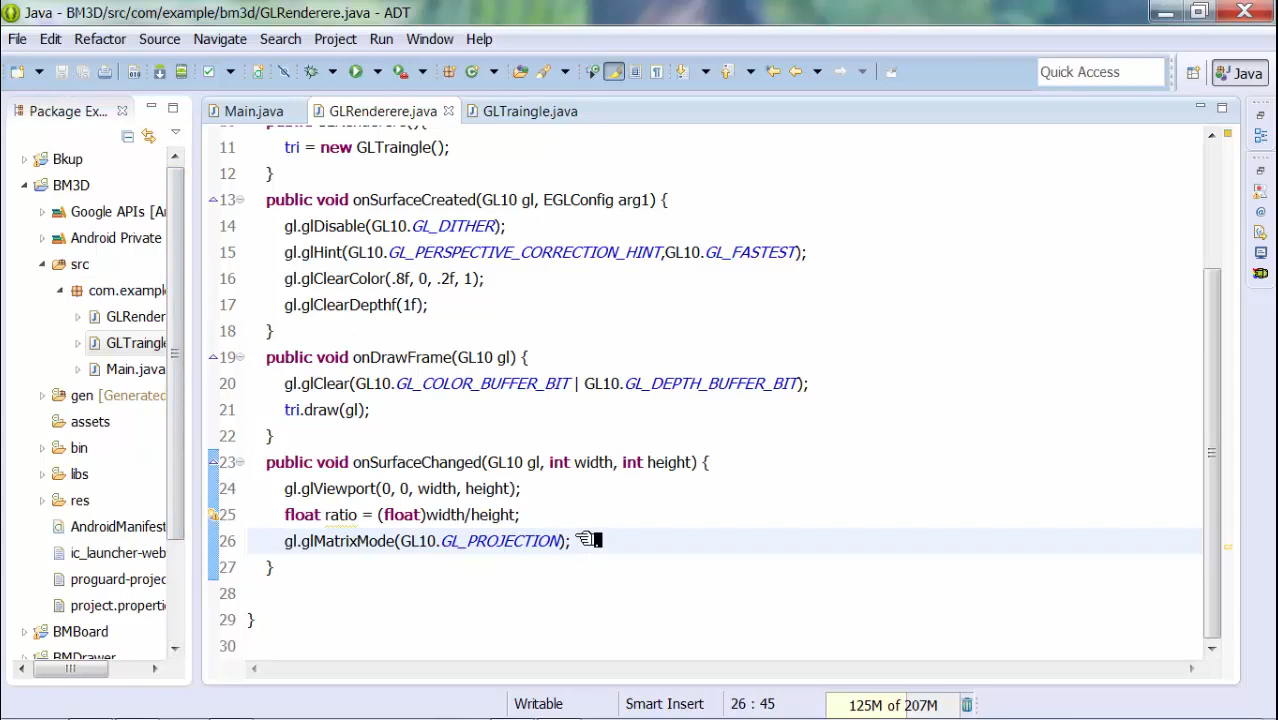 Java - BM3D/src/com/example/bm3d/GLRenderere.java - ADT
File Edit Refactor Source Navigate Search Project Run Window Help
Quick Access
Java
Package Ex...
Main.java
GLRenderere.java
GLTraingle.java
Bkup
BM3D
Google APIs [An
Android Private
src
com.example
GLRender
GLTraingle
Main.java
gen [Generated
assets
bin
libs
res
AndroidManifest
ic_launcher-web
proguard-projec
project.properti
BMBoard
BMDrawer
11 tri = new GLTraingle();
12 }
13 public void onSurfaceCreated(GL10 gl, EGLConfig arg1) {
14 gl.glDisable(GL10.GL_DITHER);
15 gl.glHint(GL10.GL_PERSPECTIVE_CORRECTION_HINT,GL10.GL_FASTEST);
16 gl.glClearColor(.8f, 0, .2f, 1);
17 gl.glClearDepthf(1f);
18 }
19 public void onDrawFrame(GL10 gl) {
20 gl.glClear(GL10.GL_COLOR_BUFFER_BIT | GL10.GL_DEPTH_BUFFER_BIT);
21 tri.draw(gl);
22 }
23 public void onSurfaceChanged(GL10 gl, int width, int height) {
24 gl.glViewport(0, 0, width, height);
25 float ratio = (float)width/height;
26 gl.glMatrixMode(GL10.GL_PROJECTION);
27 }
28
29 }
30
Writable Smart Insert 26 : 45 125M of 207M